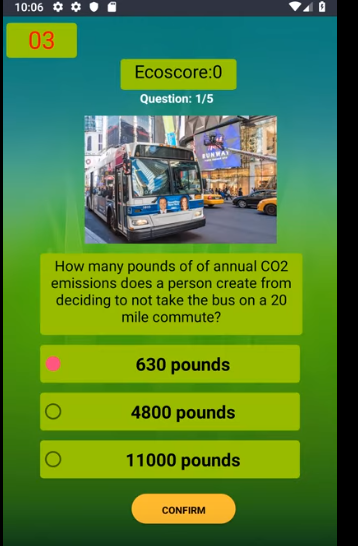 10:06
03
Ecoscore:0
Question: 1/5
RUNWAY
How many pounds of of annual CO2
emissions does a person create from
deciding to not take the bus on a 20
mile commute?
630 pounds
4800 pounds
11000 pounds
CONFIRM